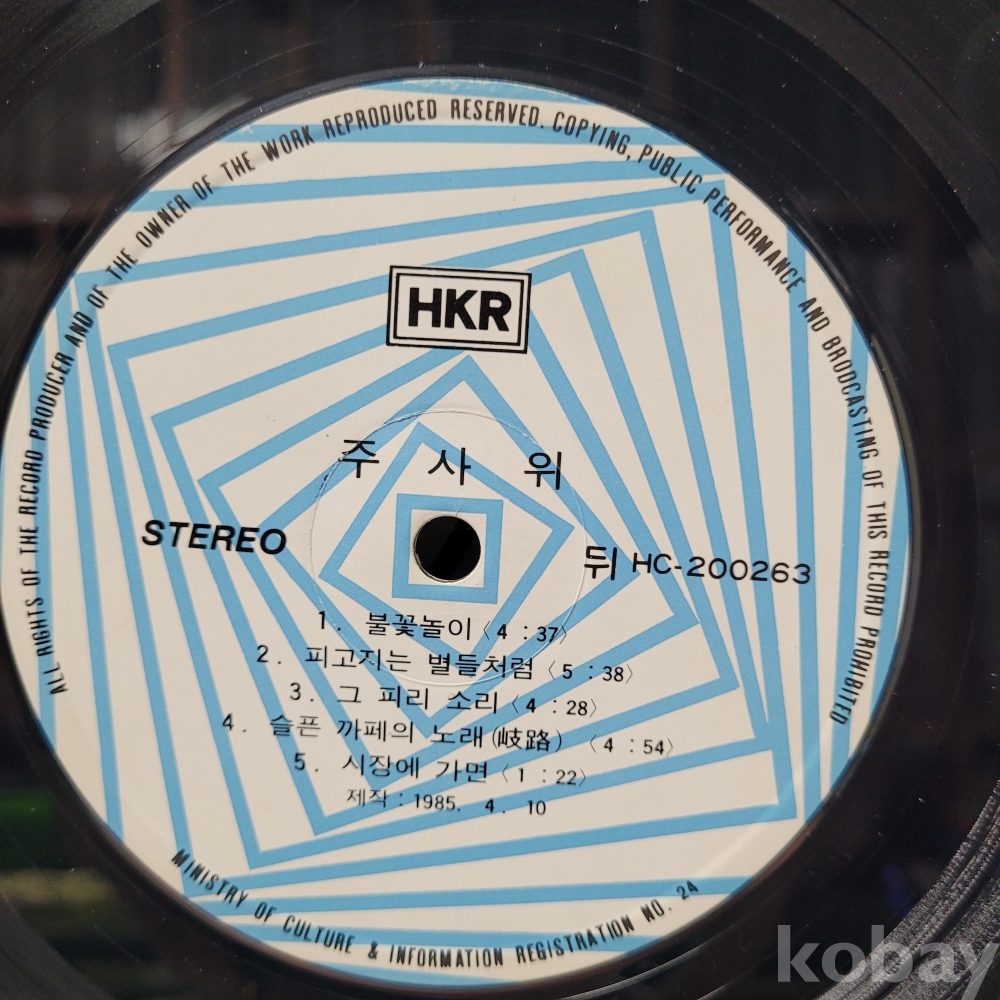 ALL RIGHTS OF THE RECORD PRODUCER AND OF THE OWNER OF THE WORK REPRODUCED RESERVED. COPYING, PUBLIC PERFORMANCE AND BRODCASTING OF THIS RECORD PROHIBITED
HKR
주 사 위
STEREO
뒤 HC-200263
1. 불꽃놀이〈4 : 37〉
2. 피고지는 별들처럼〈5 : 38〉
3. 그 피리 소리〈4 : 28〉
4. 슬픈 까페의 노래(岐路) 〈4 : 54〉
5. 시장에 가면〈1 : 22〉
제작 : 1985. 4. 10
MINISTRY OF CULTURE & INFORMATION REGISTRATION NO. 24
kobay